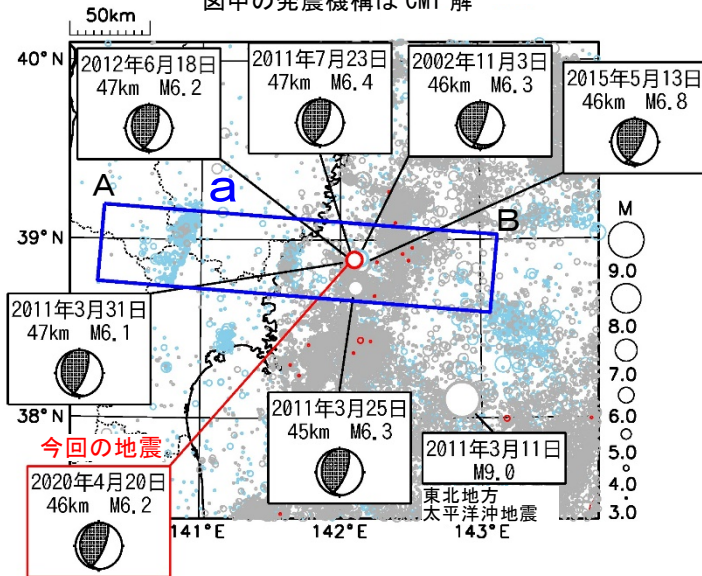 図中の発震機構は CMT 解
50km
40°N
2012年6月18日
47km M6.2
2011年7月23日
47km M6.4
2002年11月3日
46km M6.3
2015年5月13日
46km M6.8
A
a
B
39°N
M
9.0
8.0
7.0
6.0
5.0
4.0
3.0
2011年3月31日
47km M6.1
38°N
2011年3月25日
45km M6.3
2011年3月11日
M9.0
東北地方
太平洋沖地震
今回の地震
2020年4月20日
46km M6.2
141°E
142°E
143°E